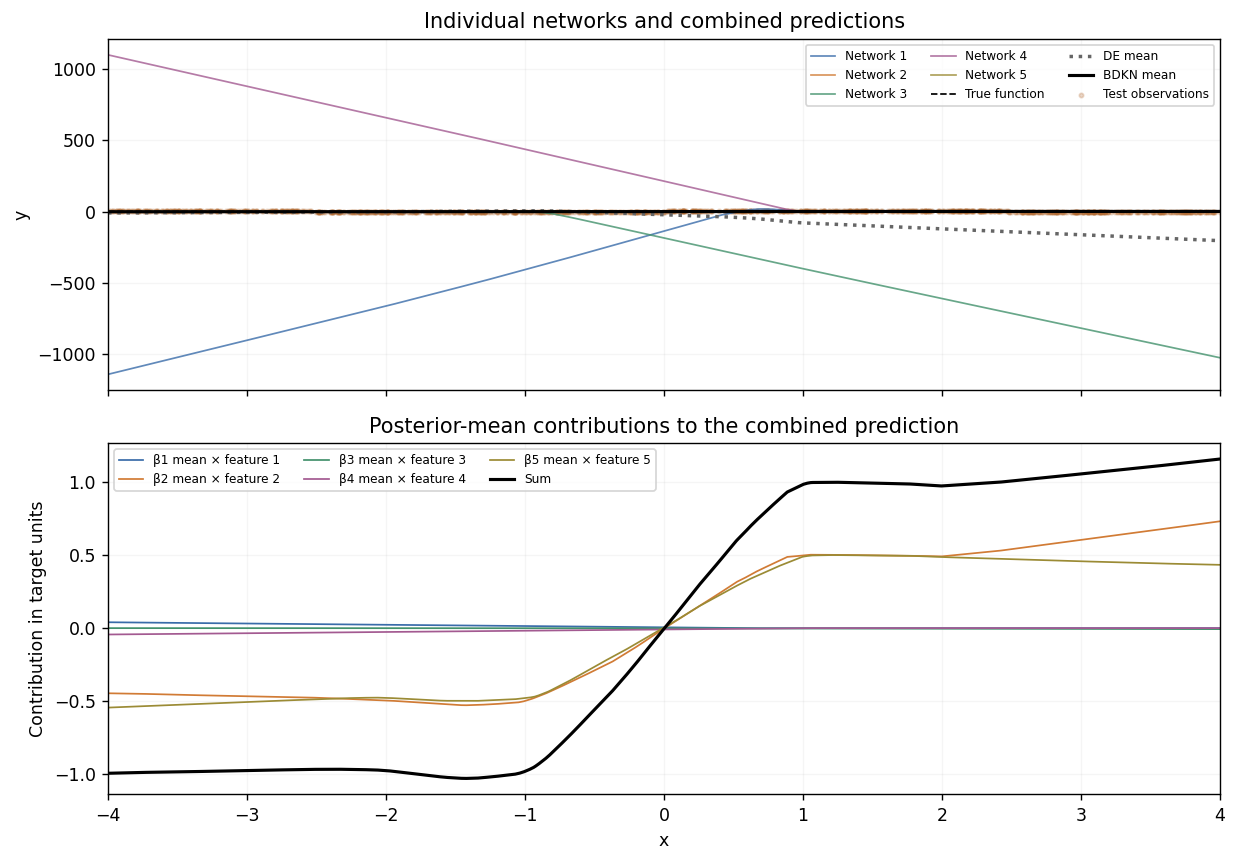 Individual networks and combined predictions
Network 1 Network 4 DE mean
Network 2 Network 5 BDKN mean
Network 3 True function Test observations
1000
500
0
−500
−1000
y
Posterior-mean contributions to the combined prediction
β1 mean × feature 1 β3 mean × feature 3 β5 mean × feature 5
β2 mean × feature 2 β4 mean × feature 4 Sum
1.0
0.5
0.0
−0.5
−1.0
Contribution in target units
−4 −3 −2 −1 0 1 2 3 4
x